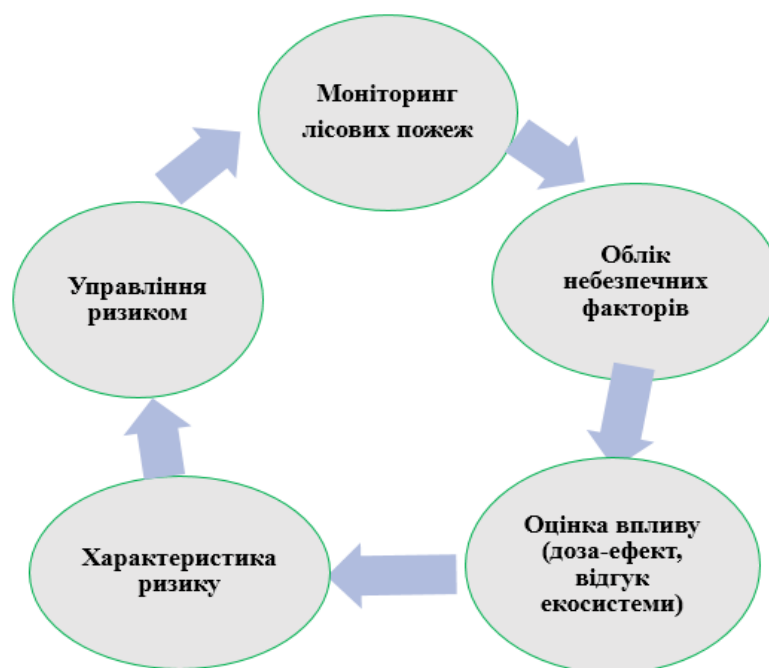 Моніторинг
лісових пожеж
Облік
небезпечних
факторів
Оцінка впливу
(доза-ефект,
відгук
екосистеми)
Характеристика
ризику
Управління
ризиком